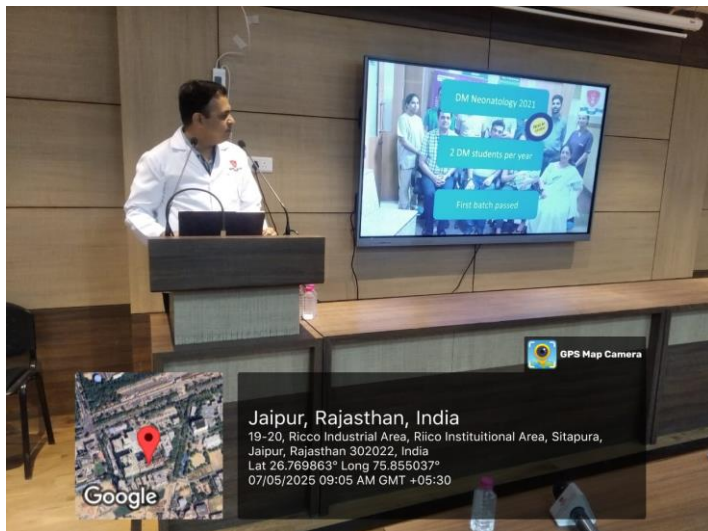 DM Neonatology 2021
2 DM students per year
First batch passed
GPS Map Camera
Jaipur, Rajasthan, India
19-20, Ricco Industrial Area, Riico Instituitional Area, Sitapura,
Jaipur, Rajasthan 302022, India
Lat 26.769863° Long 75.855037°
07/05/2025 09:05 AM GMT +05:30
Google